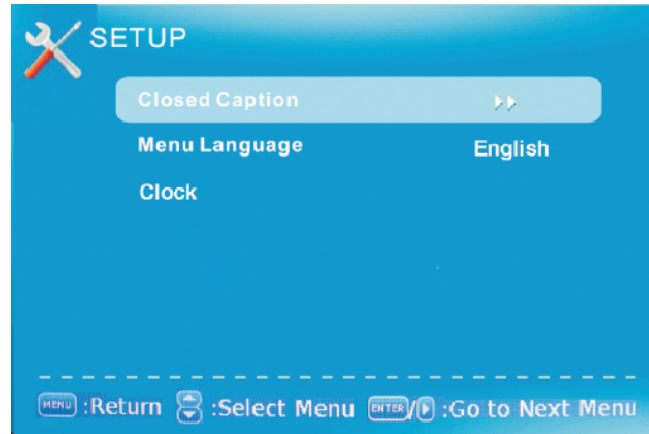 SETUP
Closed Caption
Menu Language English
Clock
MENU :Return :Select Menu ENTER / :Go to Next Menu